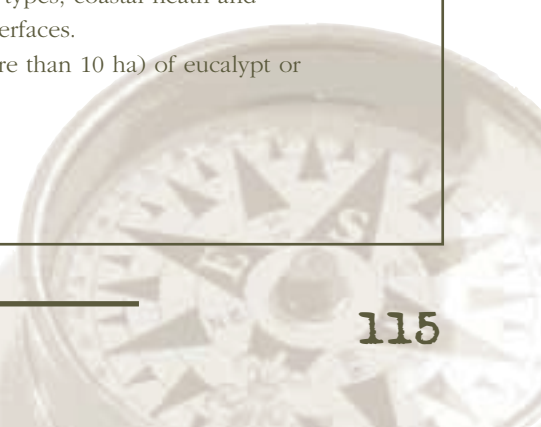 types, coastal heath and
erfaces.
re than 10 ha) of eucalypt or
S
E
115